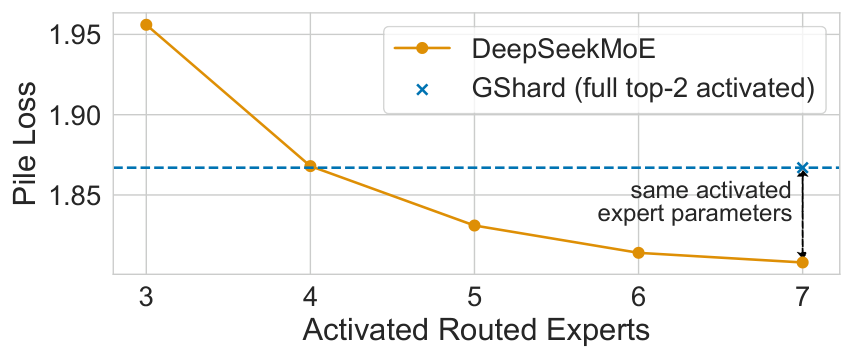 1.95
1.90
1.85
Pile Loss
DeepSeekMoE
GShard (full top-2 activated)
same activated
expert parameters
3 4 5 6 7
Activated Routed Experts